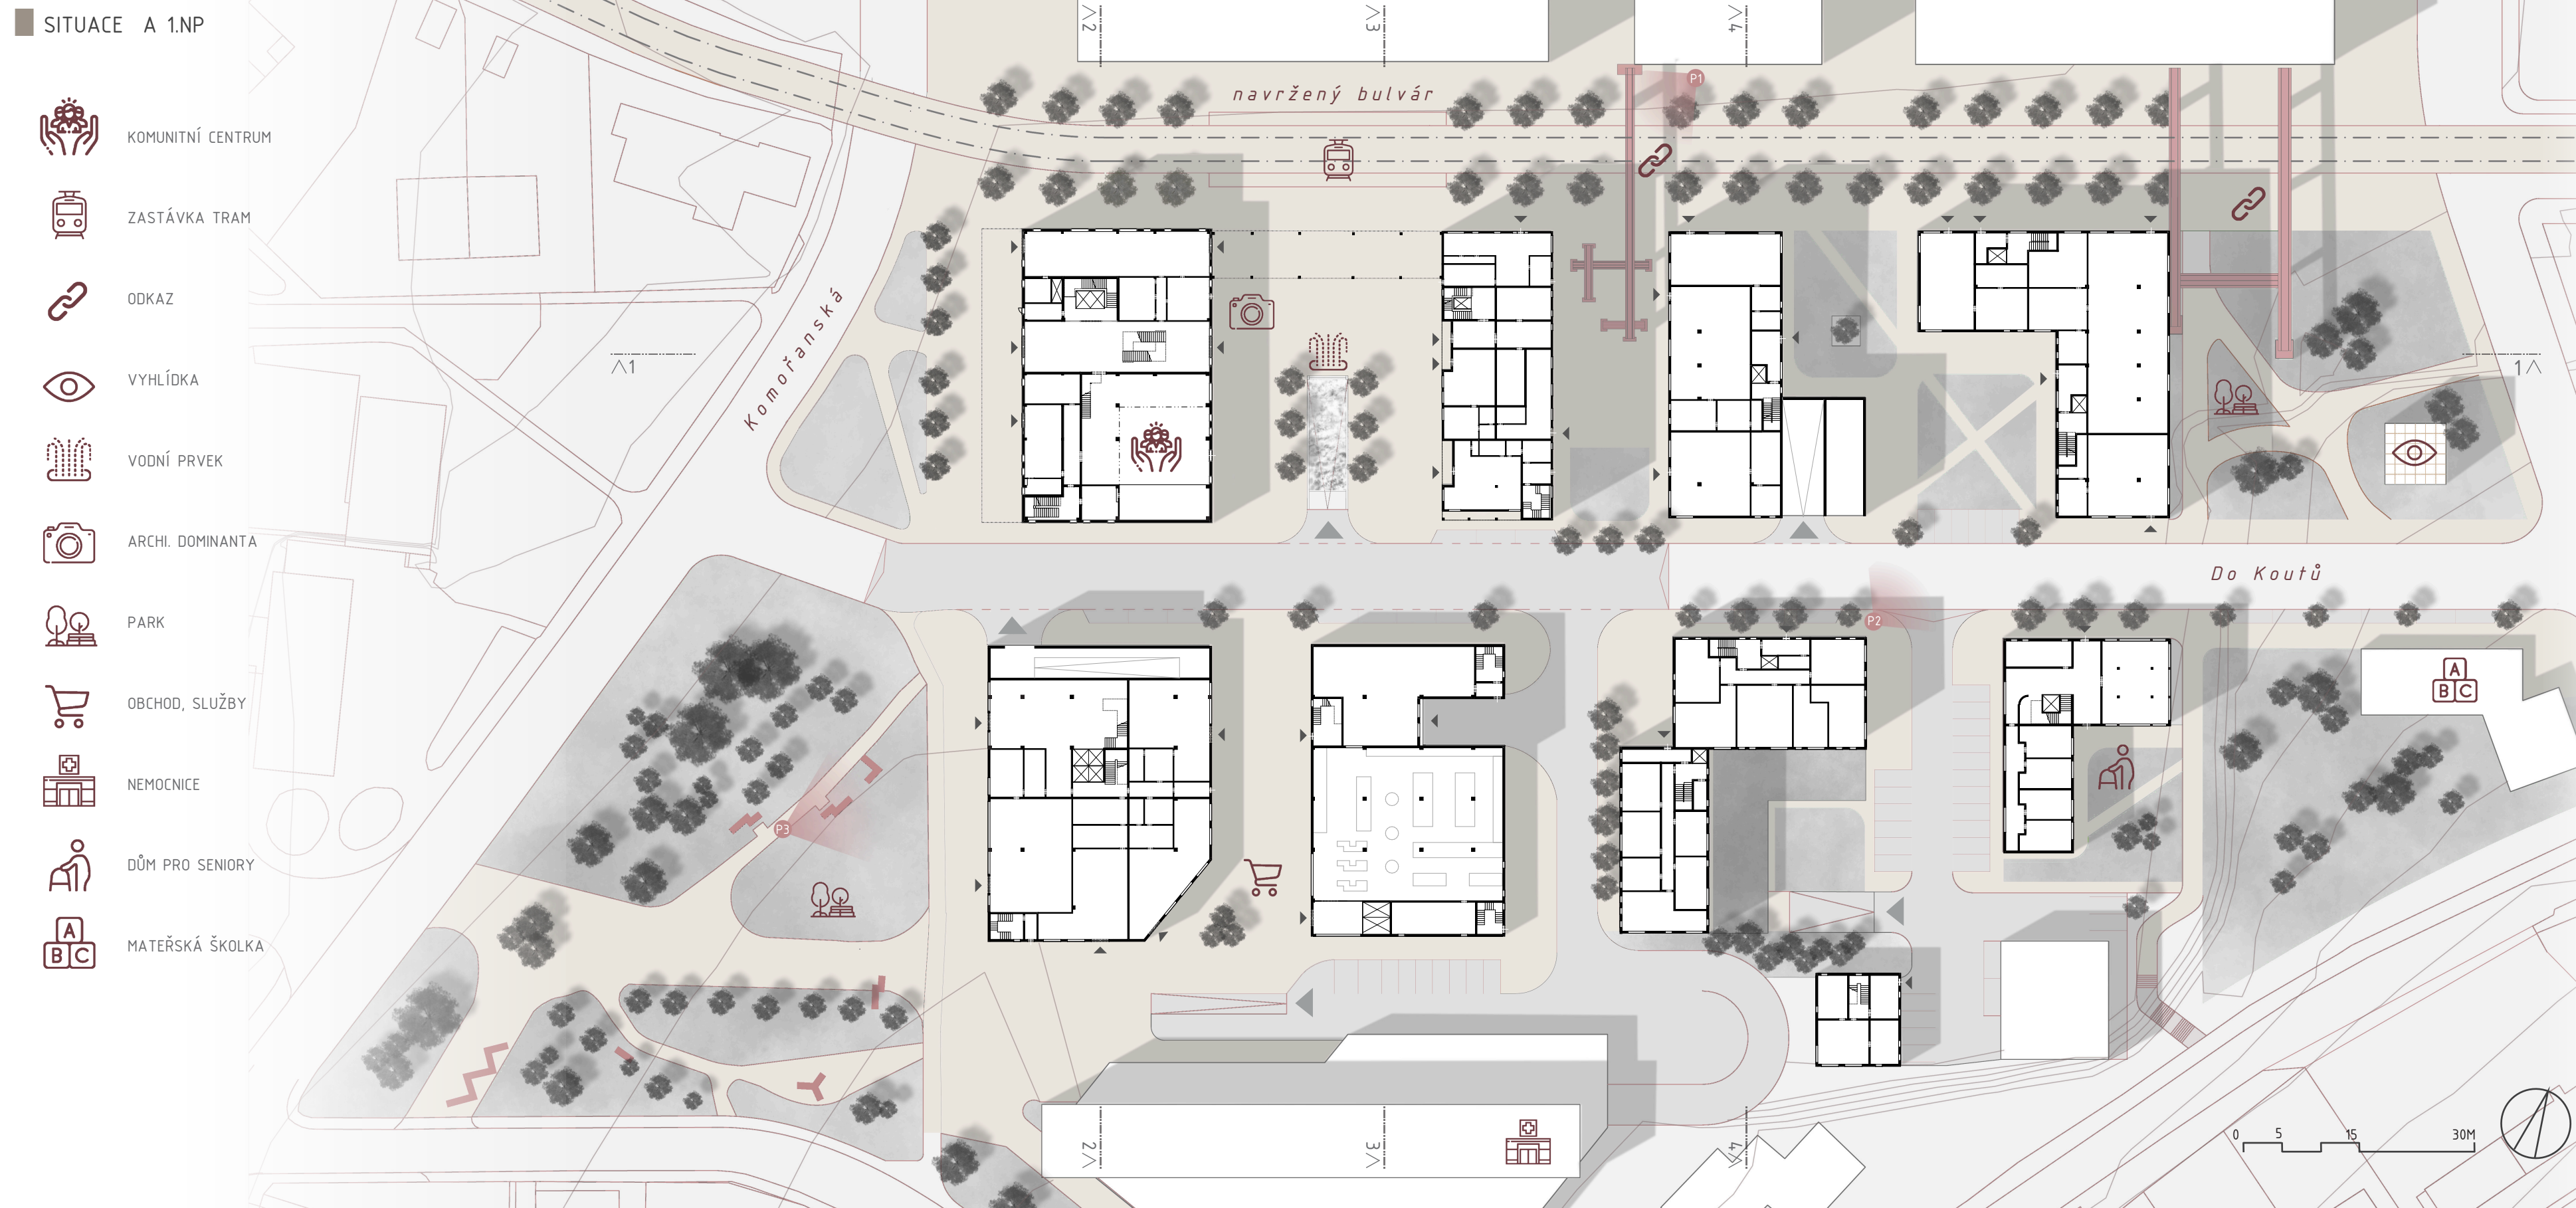 SITUACE A 1.NP
KOMUNITNÍ CENTRUM
ZASTÁVKA TRAM
ODKAZ
VYHLÍDKA
VODNÍ PRVEK
ARCHI. DOMINANTA
PARK
OBCHOD, SLUŽBY
NEMOCNICE
DŮM PRO SENIORY
A
B C
MATEŘSKÁ ŠKOLKA
2
3
4
navržený bulvár
P1
Komořanská
1
1
Do Koutů
P2
P3
A
B C
2
3
4
0 5 15 30M